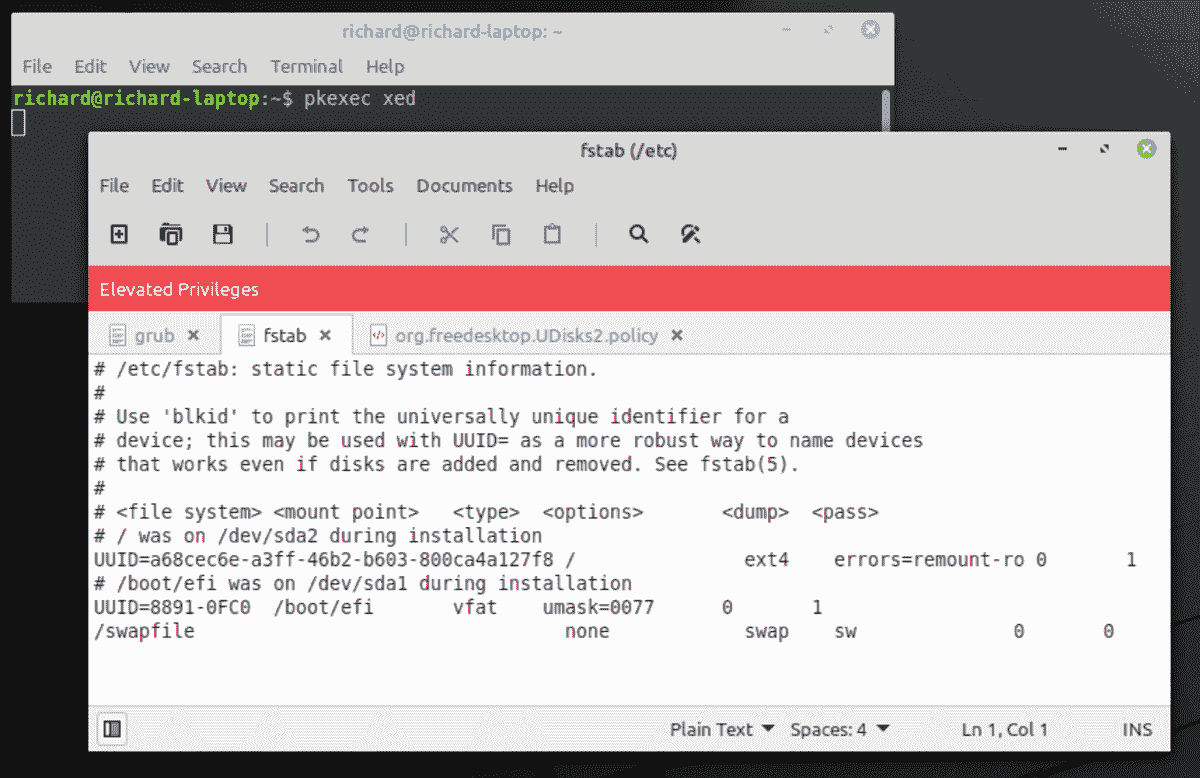 richard@richard-laptop: ~
File Edit View Search Terminal Help
richard@richard-laptop:~$ pkexec xed
fstab (/etc)
File Edit View Search Tools Documents Help
Elevated Privileges
grub fstab org.freedesktop.UDisks2.policy
# /etc/fstab: static file system information.
#
# Use 'blkid' to print the universally unique identifier for a
# device; this may be used with UUID= as a more robust way to name devices
# that works even if disks are added and removed. See fstab(5).
#
# <file system> <mount point>   <type>  <options>       <dump>  <pass>
# / was on /dev/sda2 during installation
UUID=a68cec6e-a3ff-46b2-b603-800ca4a127f8 /               ext4    errors=remount-ro 0       1
# /boot/efi was on /dev/sda1 during installation
UUID=8891-0FC0  /boot/efi       vfat    umask=0077      0       1
/swapfile                                 none            swap    sw              0       0
Plain Text Spaces: 4 Ln 1, Col 1 INS